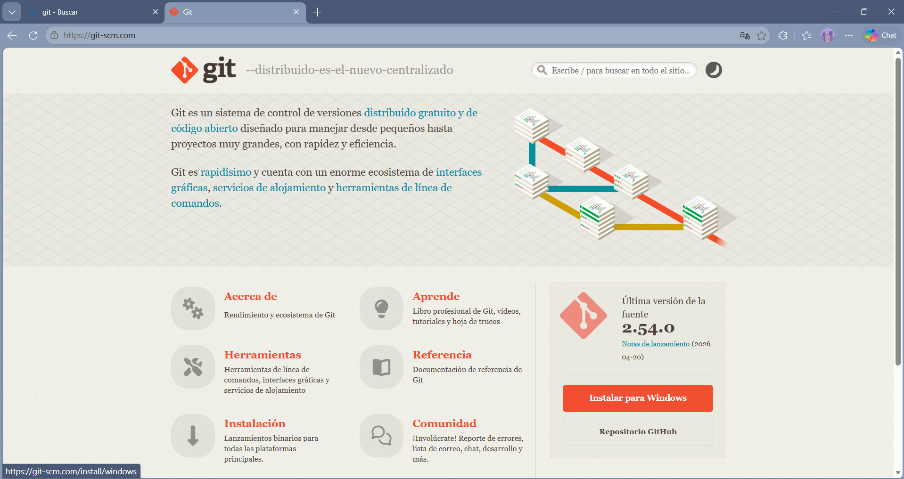 git - Buscar
Git
https://git-scm.com
Chat
git
--distribuido-es-el-nuevo-centralizado
Escribe / para buscar en todo el sitio...
Git es un sistema de control de versiones distribuido gratuito y de
código abierto diseñado para manejar desde pequeños hasta
proyectos muy grandes, con rapidez y eficiencia.
Git es rapidísimo y cuenta con un enorme ecosistema de interfaces
gráficas, servicios de alojamiento y herramientas de línea de
comandos.
Acerca de
Rendimiento y ecosistema de Git
Aprende
Libro profesional de Git, videos,
tutoriales y hoja de trucos
Herramientas
Herramientas de línea de
comandos, interfaces gráficas y
servicios de alojamiento
Referencia
Documentación de referencia de
Git
Instalación
Lanzamientos binarios para
todas las plataformas
principales.
Comunidad
¡Involúcrate! Reporte de errores,
lista de correo, chat, desarrollo y
más.
Última versión de la
fuente
2.54.0
Notas de lanzamiento (2026
04-20)
Instalar para Windows
Repositorio GitHub
https://git-scm.com/install/windows